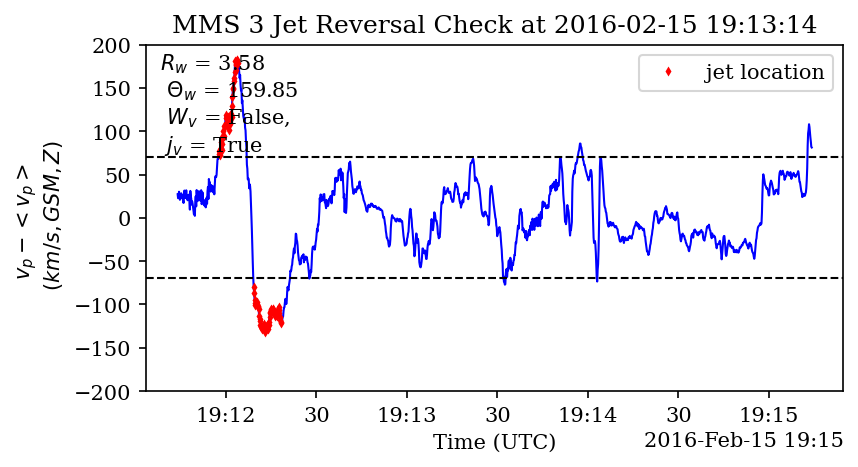 MMS 3 Jet Reversal Check at 2016-02-15 19:13:14
R_w = 3.58
Θ_w = 159.85
W_v = False,
j_v = True
jet location
v_p − < v_p >
(km/s, GSM, Z)
200
150
100
50
0
−50
−100
−150
−200
19:12 30 19:13 30 19:14 30 19:15
Time (UTC)
2016-Feb-15 19:15